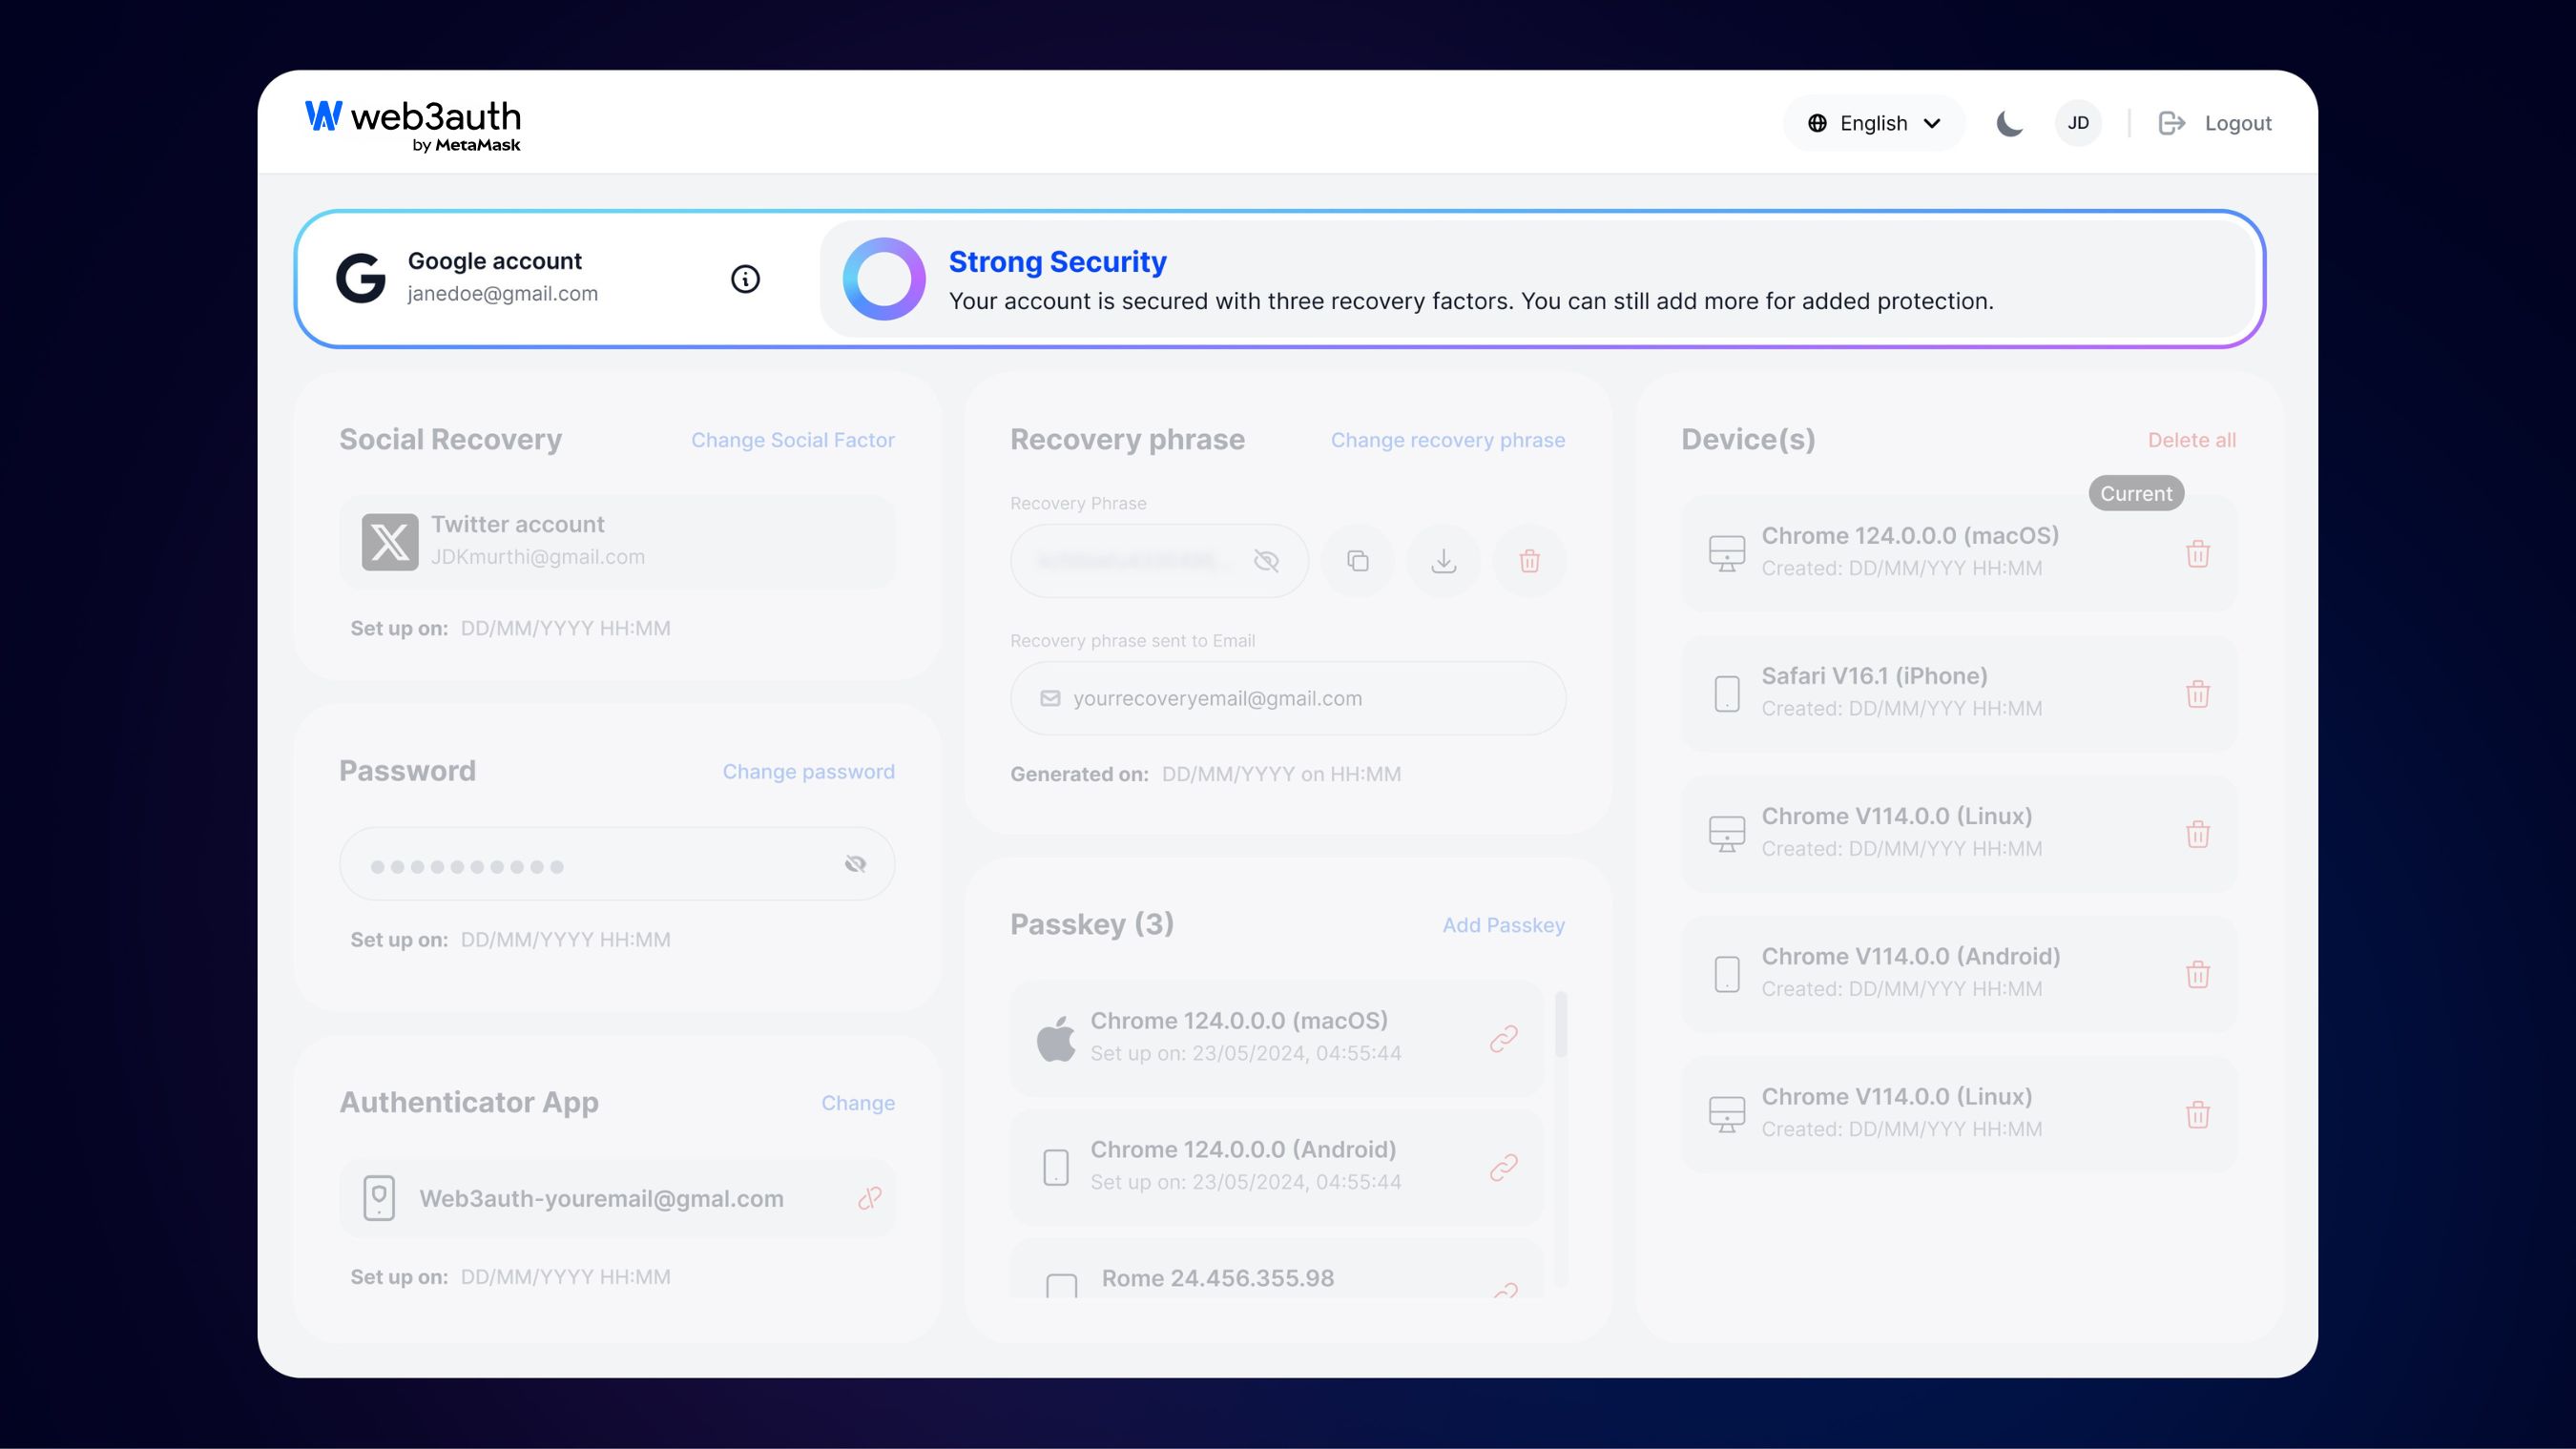 web3auth
by MetaMask
English
JD
Logout
Google account
janedoe@gmail.com
Strong Security
Your account is secured with three recovery factors. You can still add more for added protection.
Social Recovery
Change Social Factor
Twitter account
JDKmurthi@gmail.com
Set up on: DD/MM/YYYY HH:MM
Password
Change password
Set up on: DD/MM/YYYY HH:MM
Authenticator App
Change
Web3auth-youremail@gmal.com
Set up on: DD/MM/YYYY HH:MM
Recovery phrase
Change recovery phrase
Recovery Phrase
Recovery phrase sent to Email
yourrecoveryemail@gmail.com
Generated on: DD/MM/YYYY on HH:MM
Passkey (3)
Add Passkey
Chrome 124.0.0.0 (macOS)
Set up on: 23/05/2024, 04:55:44
Chrome 124.0.0.0 (Android)
Set up on: 23/05/2024, 04:55:44
Rome 24.456.355.98
Device(s)
Delete all
Current
Chrome 124.0.0.0 (macOS)
Created: DD/MM/YYY HH:MM
Safari V16.1 (iPhone)
Created: DD/MM/YYY HH:MM
Chrome V114.0.0 (Linux)
Created: DD/MM/YYY HH:MM
Chrome V114.0.0 (Android)
Created: DD/MM/YYY HH:MM
Chrome V114.0.0 (Linux)
Created: DD/MM/YYY HH:MM